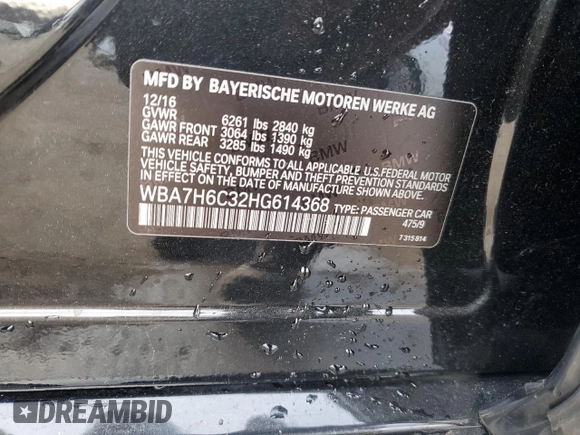 MFD BY BAYERISCHE MOTOREN WERKE AG
12/16
GVWR 6261 lbs 2840 kg
GAWR FRONT 3064 lbs 1390 kg
GAWR REAR 3285 lbs 1490 kg
THIS VEHICLE CONFORMS TO ALL APPLICABLE U.S. FEDERAL MOTOR
VEHICLE SAFETY, BUMPER AND THEFT PREVENTION STANDARDS
IN EFFECT ON THE DATE OF MANUFACTURE SHOWN ABOVE.
WBA7H6C32HG614368 TYPE: PASSENGER CAR
475/9
7 315 814
DREAMBID